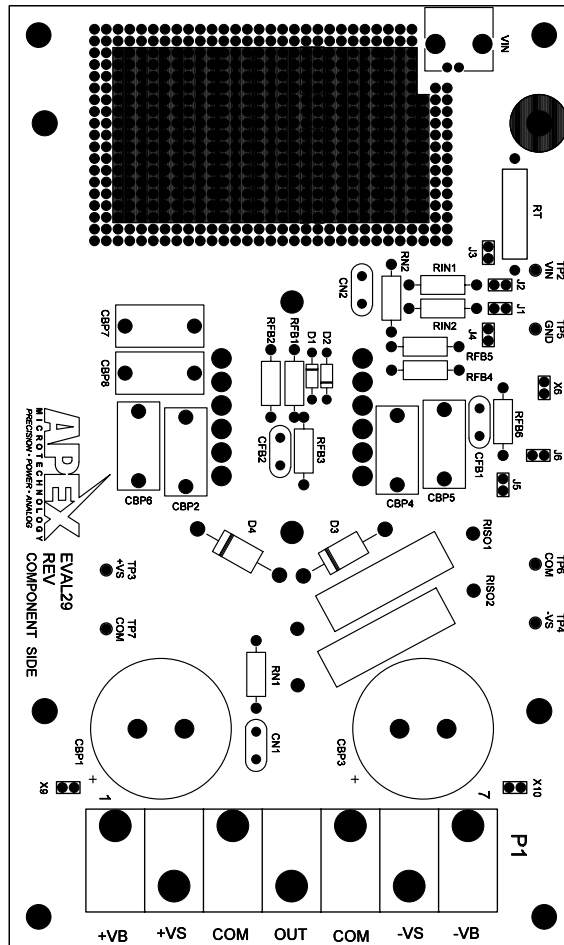 VIN
RT
J3
TP2
VIN
RN2
CN2
RIN1
J2
RIN2
J1
TP5
GND
J4
CBP7
RFB2
RFB1
D1
D2
RFB5
CBP8
RFB4
X6
RFB6
APEX
MICROTECHNOLOGY
PRECISION • POWER • ANALOG
CFB2
RFB3
CFB1
J6
CBP6
CBP2
CBP4
CBP5
J5
D4
D3
RISO1
EVAL29
REV
COMPONENT SIDE
TP3
+VS
TP6
COM
RISO2
TP7
COM
TP4
-VS
RN1
CBP1
CN1
CBP3
+
+
X9
1
7
X10
P1
+VB
+VS
COM
OUT
COM
-VS
-VB